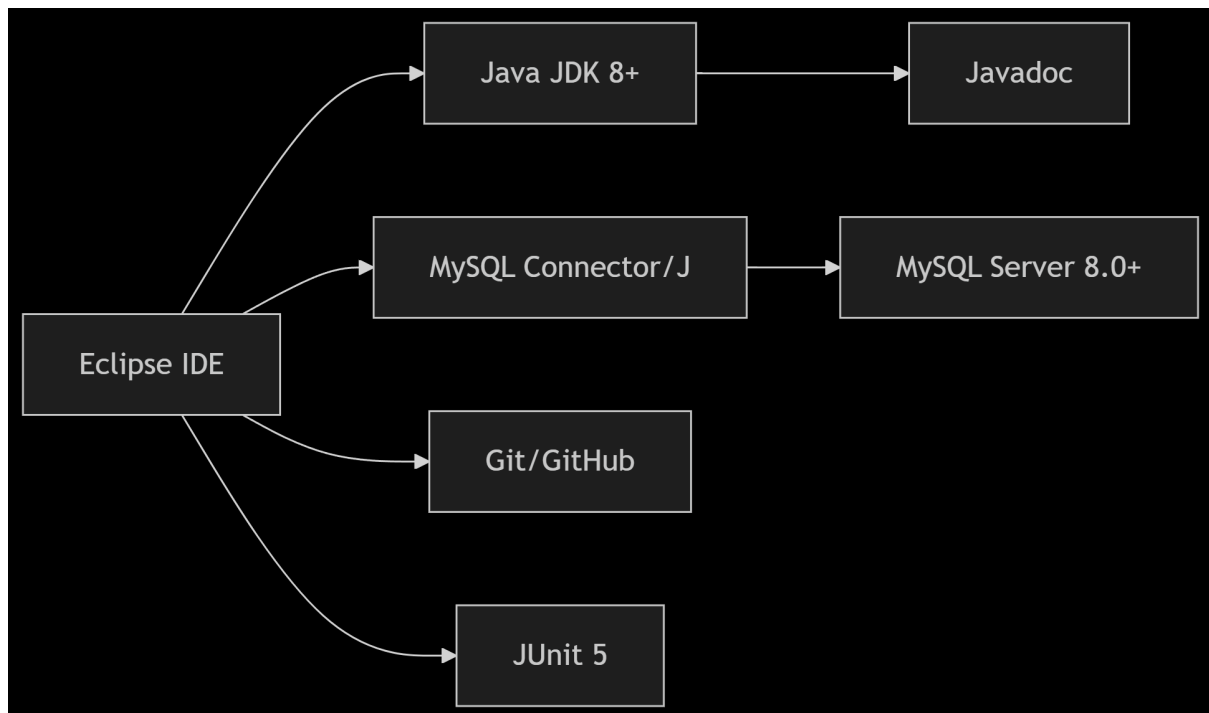 Java JDK 8+
Javadoc
MySQL Connector/J
MySQL Server 8.0+
Eclipse IDE
Git/GitHub
JUnit 5